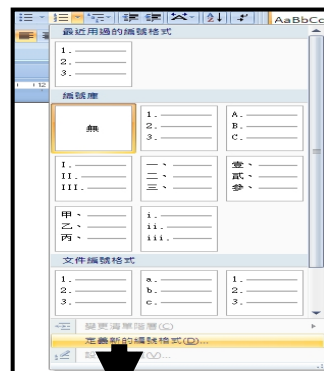 AaBbCc
12
最近用過的編號格式
1.
2.
3.
編號庫
無
1. A.
2. B.
3. C.
I. 一、 壹、
II. 二、 貳、
III. 三、 參、
甲、 i.
乙、 ii.
丙、 iii.
文件編號格式
1. a. 1.
2. b. 2.
3. c. 3.
變更清單階層(C)
定義新的編號格式(D)...